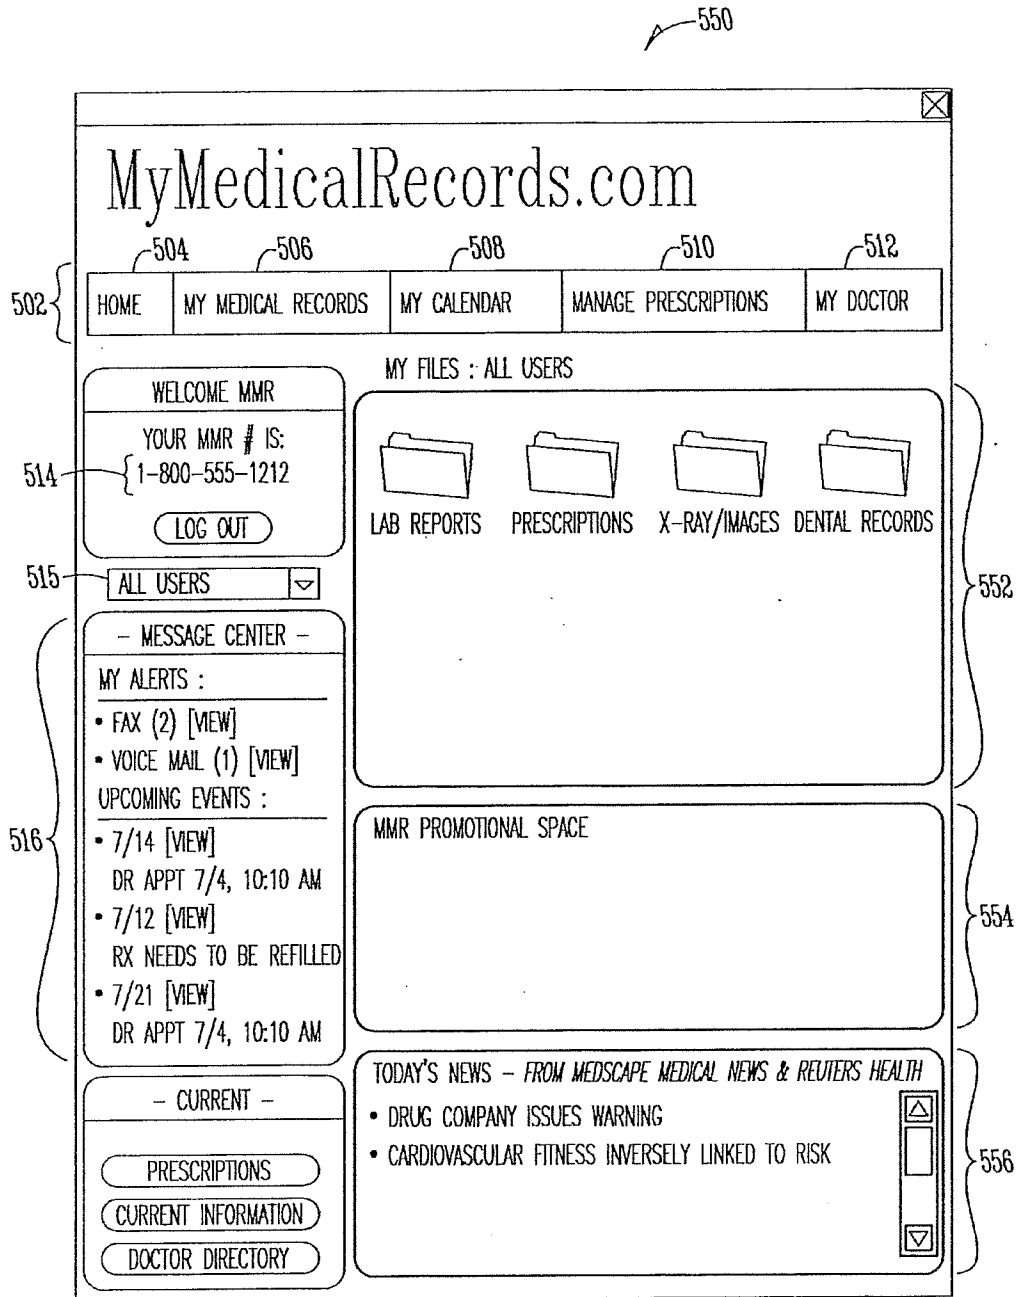 550
MyMedicalRecords.com
504 506 508 510 512
502 HOME MY MEDICAL RECORDS MY CALENDAR MANAGE PRESCRIPTIONS MY DOCTOR
WELCOME MMR
YOUR MMR # IS:
514 1-800-555-1212
LOG OUT
515 ALL USERS
516
- MESSAGE CENTER -
MY ALERTS :
• FAX (2) [VIEW]
• VOICE MAIL (1) [VIEW]
UPCOMING EVENTS :
• 7/14 [VIEW]
DR APPT 7/4, 10:10 AM
• 7/12 [VIEW]
RX NEEDS TO BE REFILLED
• 7/21 [VIEW]
DR APPT 7/4, 10:10 AM
- CURRENT -
PRESCRIPTIONS
CURRENT INFORMATION
DOCTOR DIRECTORY
MY FILES : ALL USERS
LAB REPORTS PRESCRIPTIONS X-RAY/IMAGES DENTAL RECORDS
552
MMR PROMOTIONAL SPACE
554
TODAY'S NEWS - FROM MEDSCAPE MEDICAL NEWS & REUTERS HEALTH
• DRUG COMPANY ISSUES WARNING
• CARDIOVASCULAR FITNESS INVERSELY LINKED TO RISK
556